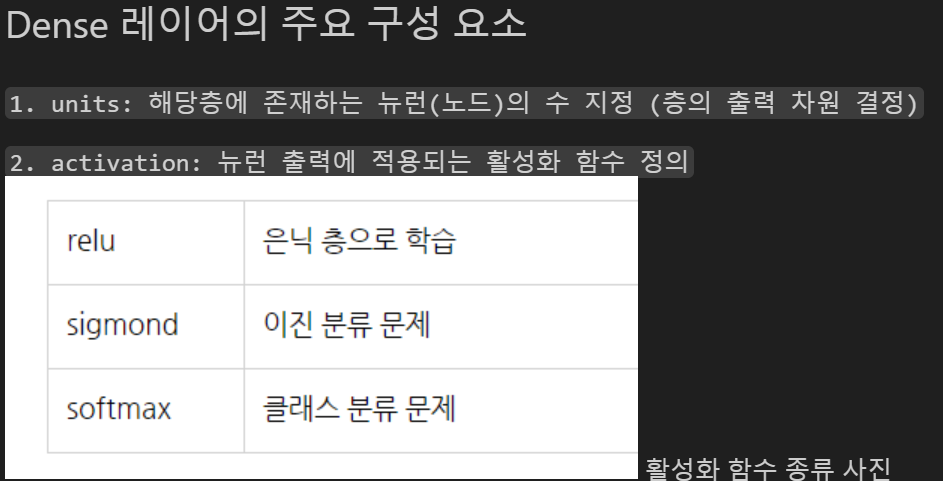 Dense 레이어의 주요 구성 요소
1. units: 해당층에 존재하는 뉴런(노드)의 수 지정 (층의 출력 차원 결정)
2. activation: 뉴런 출력에 적용되는 활성화 함수 정의
relu 은닉 층으로 학습
sigmond 이진 분류 문제
softmax 클래스 분류 문제
활성화 함수 종류 사진